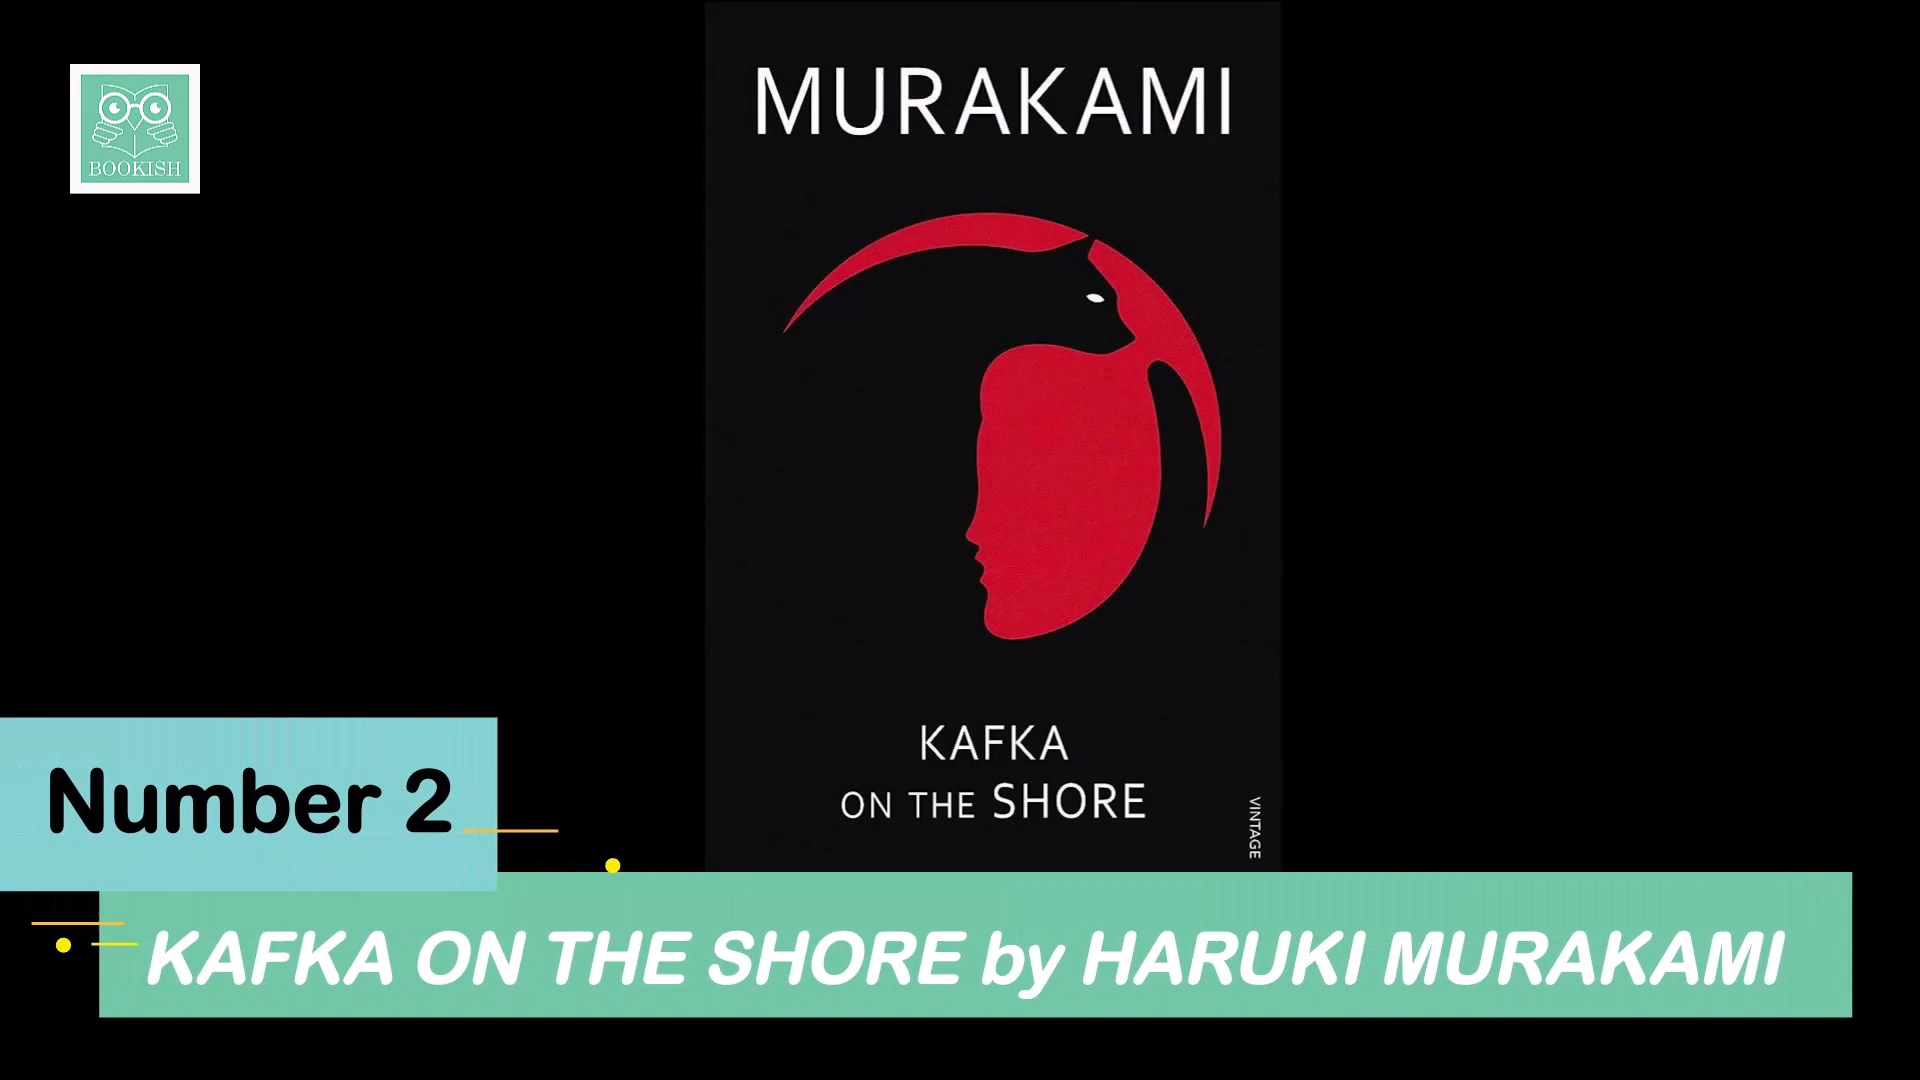 BOOKISH
MURAKAMI
KAFKA
ON THE SHORE
VINTAGE
Number 2
KAFKA ON THE SHORE by HARUKI MURAKAMI